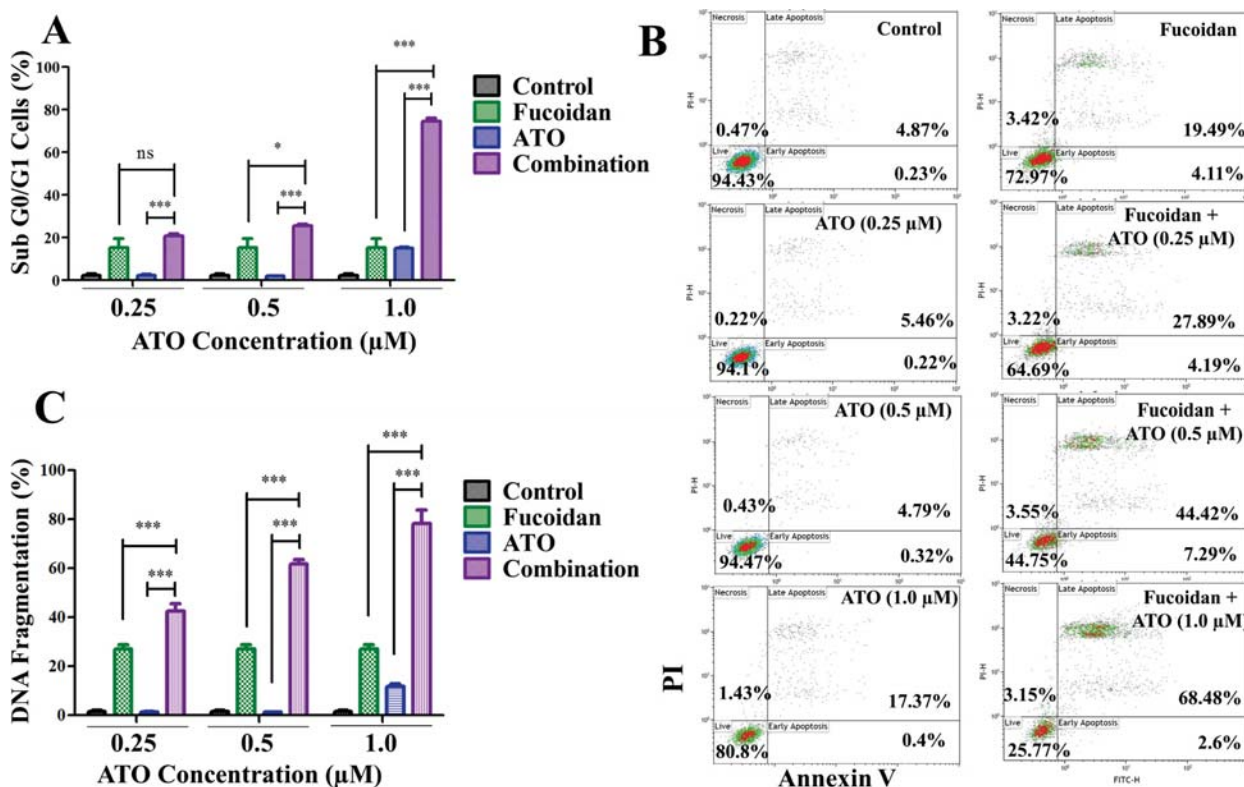 A
Sub G0/G1 Cells (%)
100
80
60
40
20
0
ns
***
*
***
***
***
0.25
0.5
1.0
ATO Concentration (µM)
Control
Fucoidan
ATO
Combination
B
Necrosis
Late Apoptosis
Control
PI-H
0.47%
4.87%
Live
Early Apoptosis
94.43%
0.23%
Necrosis
Late Apoptosis
Fucoidan
PI-H
3.42%
19.49%
Live
Early Apoptosis
72.97%
4.11%
Necrosis
Late Apoptosis
ATO (0.25 µM)
PI-H
0.22%
5.46%
Live
Early Apoptosis
94.1%
0.22%
Necrosis
Late Apoptosis
Fucoidan +
ATO (0.25 µM)
PI-H
3.22%
27.89%
Live
Early Apoptosis
64.69%
4.19%
Necrosis
Late Apoptosis
ATO (0.5 µM)
PI-H
0.43%
4.79%
Live
Early Apoptosis
94.47%
0.32%
Necrosis
Late Apoptosis
Fucoidan +
ATO (0.5 µM)
PI-H
3.55%
44.42%
Live
Early Apoptosis
44.75%
7.29%
Necrosis
Late Apoptosis
ATO (1.0 µM)
1.43%
17.37%
Live
Early Apoptosis
80.8%
0.4%
Necrosis
Late Apoptosis
Fucoidan +
ATO (1.0 µM)
PI-H
3.15%
68.48%
Live
Early Apoptosis
25.77%
2.6%
FITC-H
PI
Annexin V
C
DNA Fragmentation (%)
100
80
60
40
20
0
***
***
***
***
***
***
0.25
0.5
1.0
ATO Concentration (µM)
Control
Fucoidan
ATO
Combination